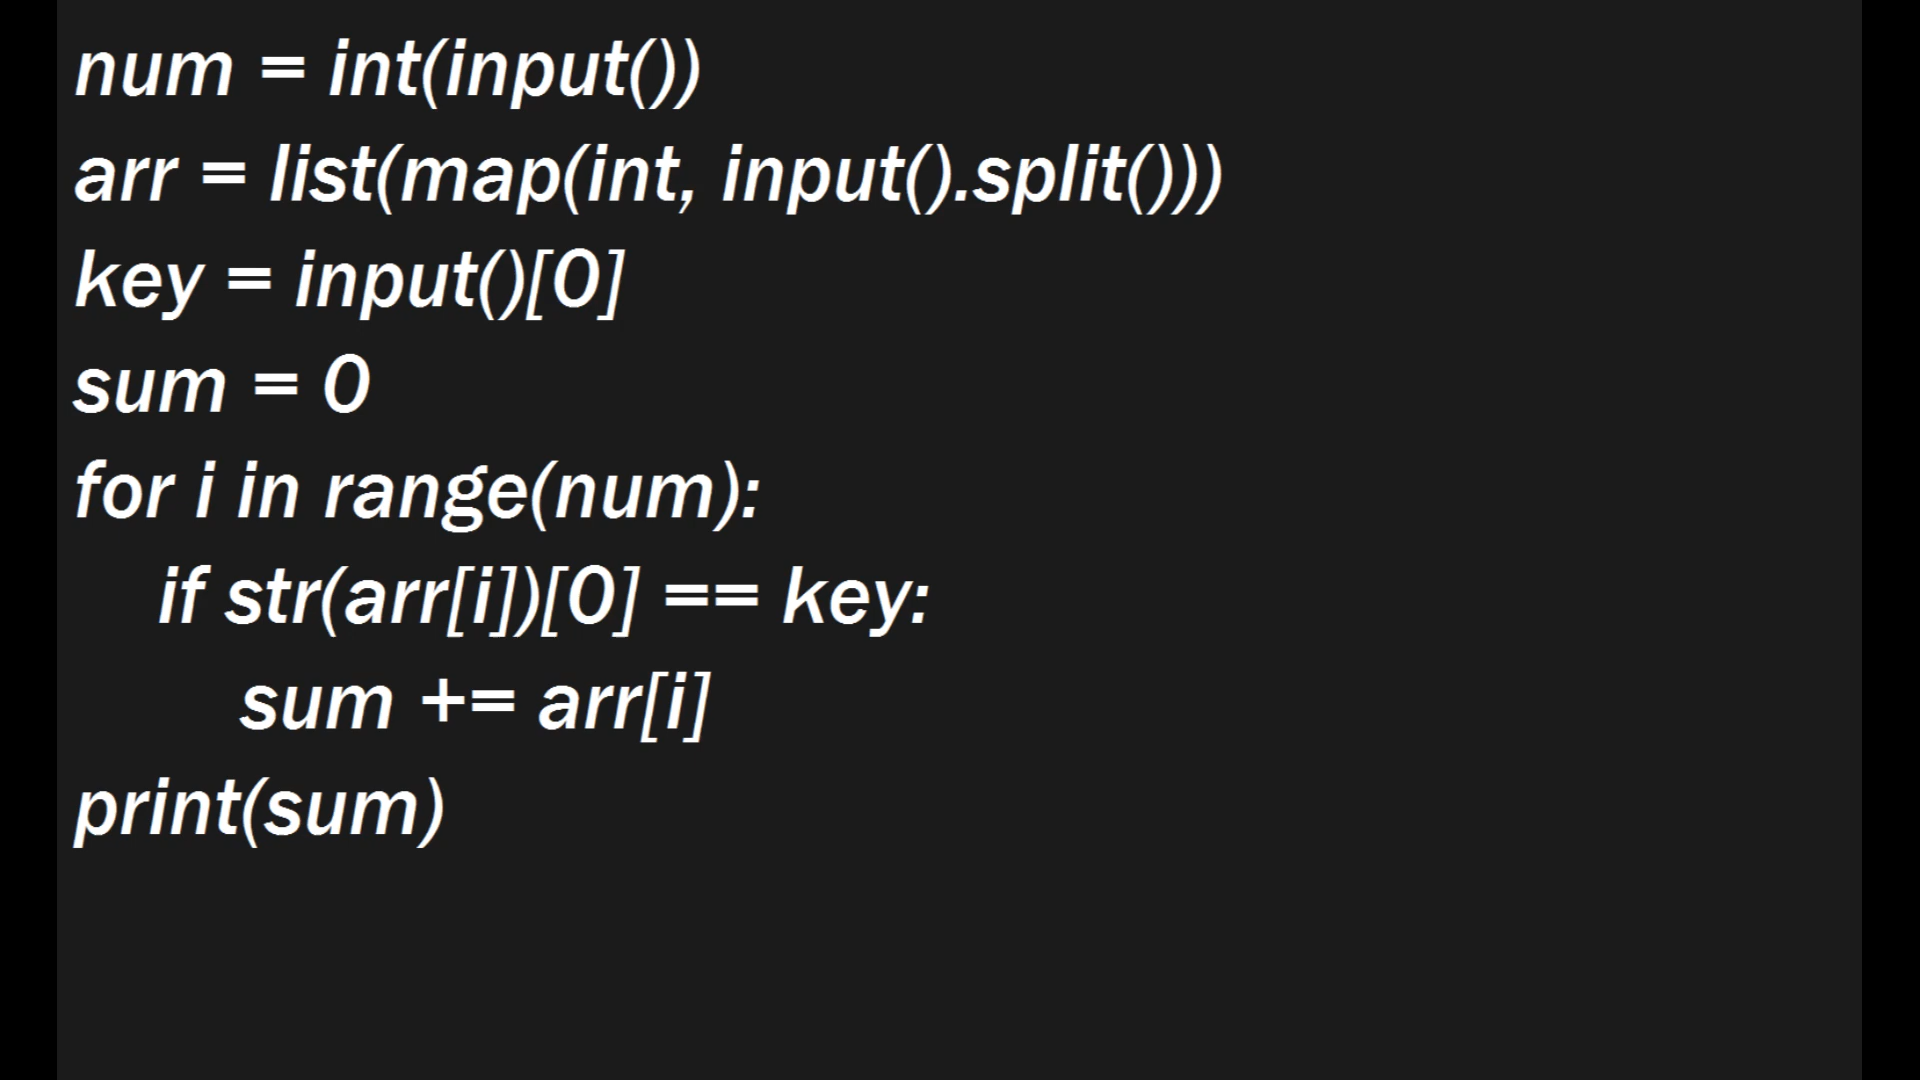 num = int(input())
arr = list(map(int, input().split()))
key = input()[0]
sum = 0
for i in range(num):
    if str(arr[i])[0] == key:
        sum += arr[i]
print(sum)